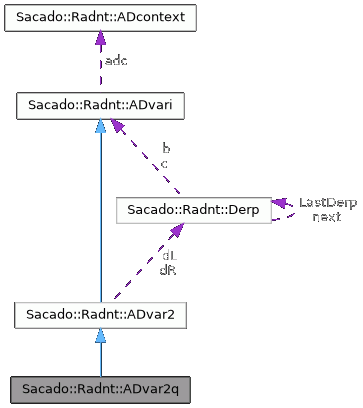 Sacado::Radnt::ADcontext
adc
Sacado::Radnt::ADvari
b
c
Sacado::Radnt::Derp
LastDerp
next
dL
dR
Sacado::Radnt::ADvar2
Sacado::Radnt::ADvar2q